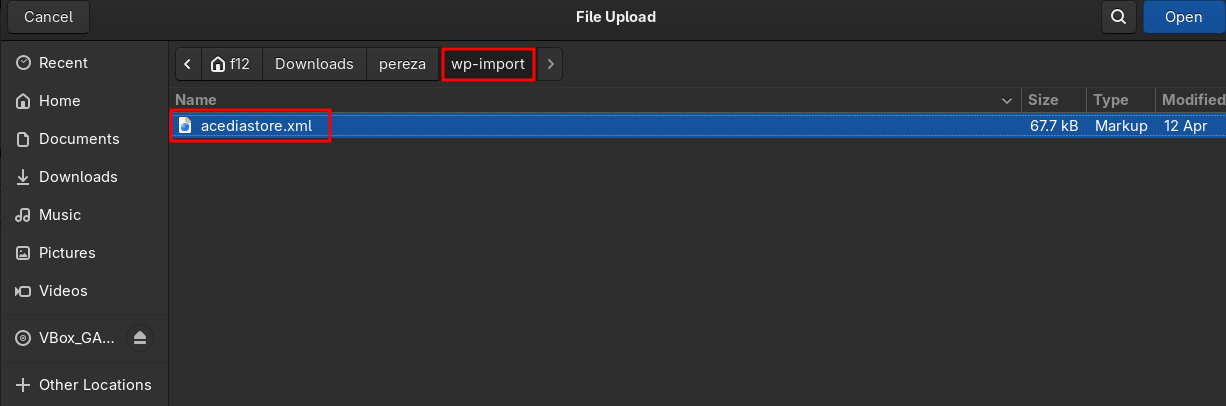 Cancel File Upload Open
f12 Downloads pereza wp-import
Recent
Home
Documents
Downloads
Music
Pictures
Videos
VBox_GA...
Other Locations
Name Size Type Modified
acediastore.xml 67.7 kB Markup 12 Apr